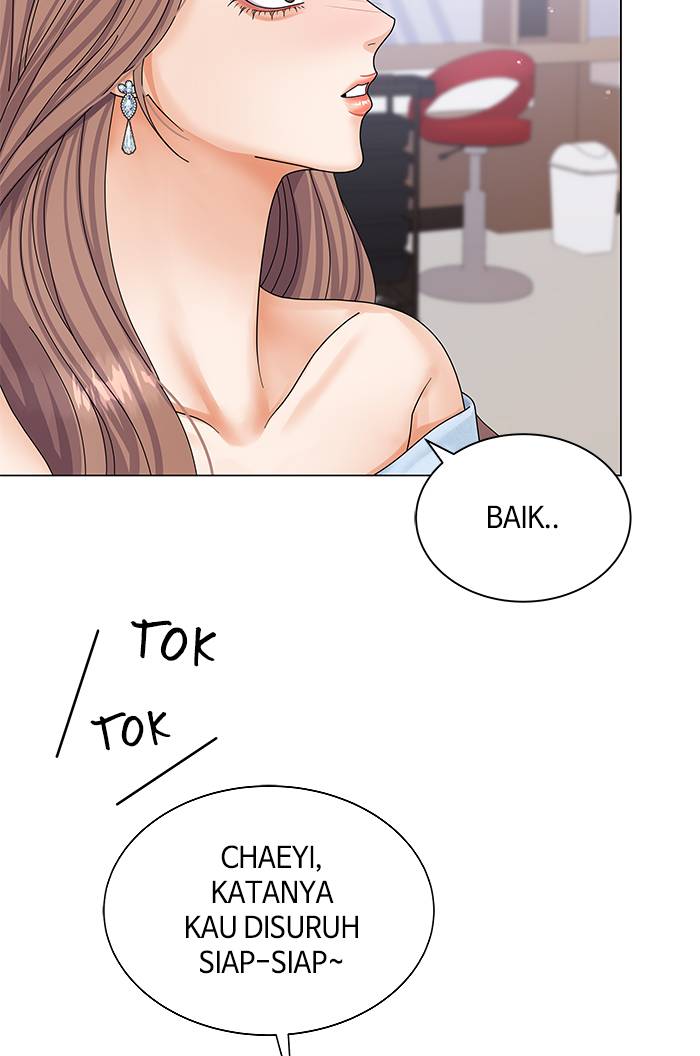 BAIK..
TOK
TOK
CHAEYI,
KATANYA
KAU DISURUH
SIAP-SIAP~